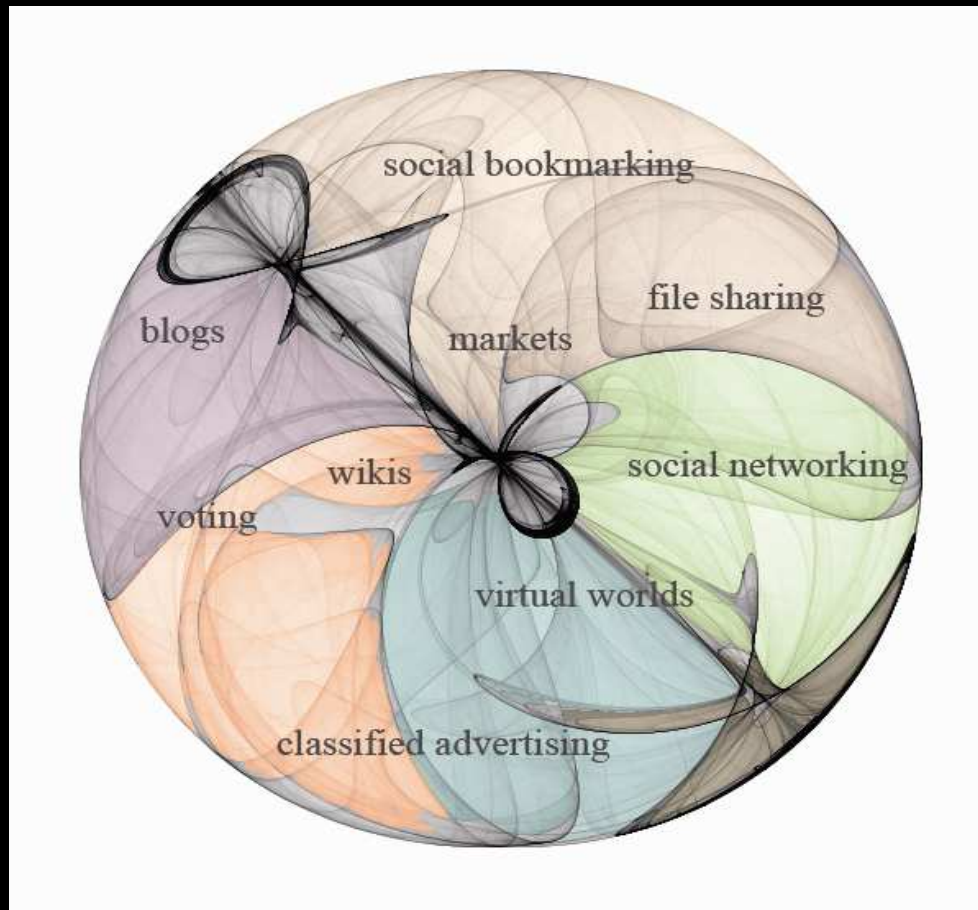 social bookmarking
file sharing
blogs
markets
social networking
wikis
voting
virtual worlds
classified advertising